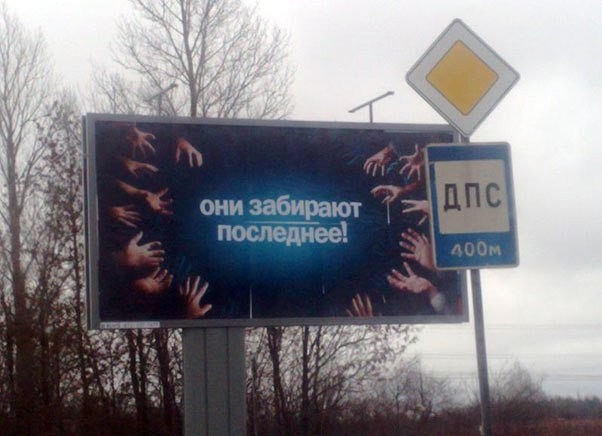 они забирают
последнее!
ДПС
400м